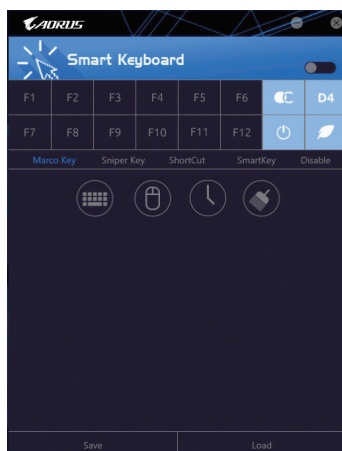 AORUS
Smart Keyboard
F1 F2 F3 F4 F5 F6 D4
F7 F8 F9 F10 F11 F12
Marco Key Sniper Key ShortCut SmartKey Disable
Save Load